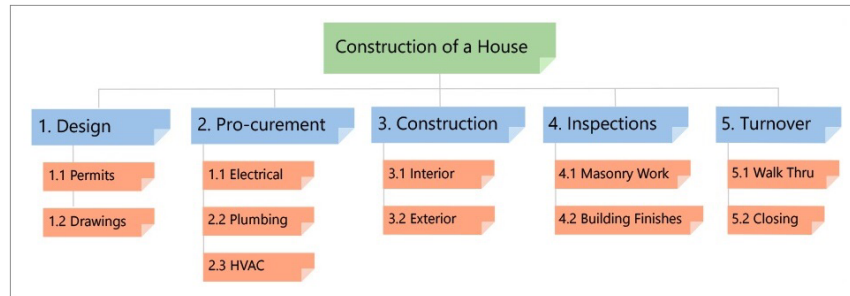 Construction of a House
1. Design
1.1 Permits
1.2 Drawings
2. Pro-curement
1.1 Electrical
2.2 Plumbing
2.3 HVAC
3. Construction
3.1 Interior
3.2 Exterior
4. Inspections
4.1 Masonry Work
4.2 Building Finishes
5. Turnover
5.1 Walk Thru
5.2 Closing